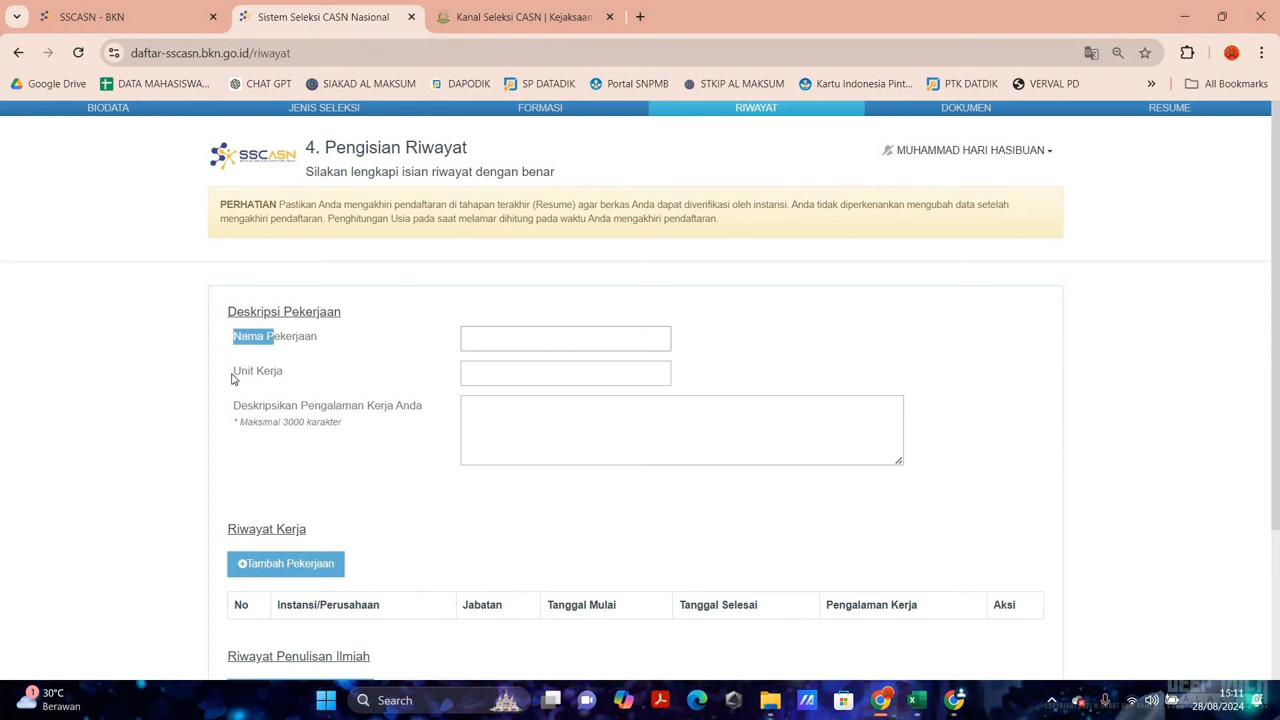 SSCASN - BKN
Sistem Seleksi CASN Nasional
Kanal Seleksi CASN | Kejaksaan
daftar-sscasn.bkn.go.id/riwayat
Google Drive
DATA MAHASISWA...
CHAT GPT
SIAKAD AL MAKSUM
DAPODIK
SP DATADIK
Portal SNPMB
STKIP AL MAKSUM
Kartu Indonesia Pint...
PTK DATDIK
VERVAL PD
All Bookmarks
BIODATA
JENIS SELEKSI
FORMASI
RIWAYAT
DOKUMEN
RESUME
SSCASN
4. Pengisian Riwayat
MUHAMMAD HARI HASIBUAN
Silakan lengkapi isian riwayat dengan benar
PERHATIAN Pastikan Anda mengakhiri pendaftaran di tahapan terakhir (Resume) agar berkas Anda dapat diverifikasi oleh instansi. Anda tidak diperkenankan mengubah data setelah
mengakhiri pendaftaran. Penghitungan Usia pada saat melamar dihitung pada waktu Anda mengakhiri pendaftaran.
Deskripsi Pekerjaan
Nama Pekerjaan
Unit Kerja
Deskripsikan Pengalaman Kerja Anda
* Maksimal 3000 karakter
Riwayat Kerja
Tambah Pekerjaan
No
Instansi/Perusahaan
Jabatan
Tanggal Mulai
Tanggal Selesai
Pengalaman Kerja
Aksi
Riwayat Penulisan Ilmiah
1
30°C
Berawan
Search
15:11
28/08/2024